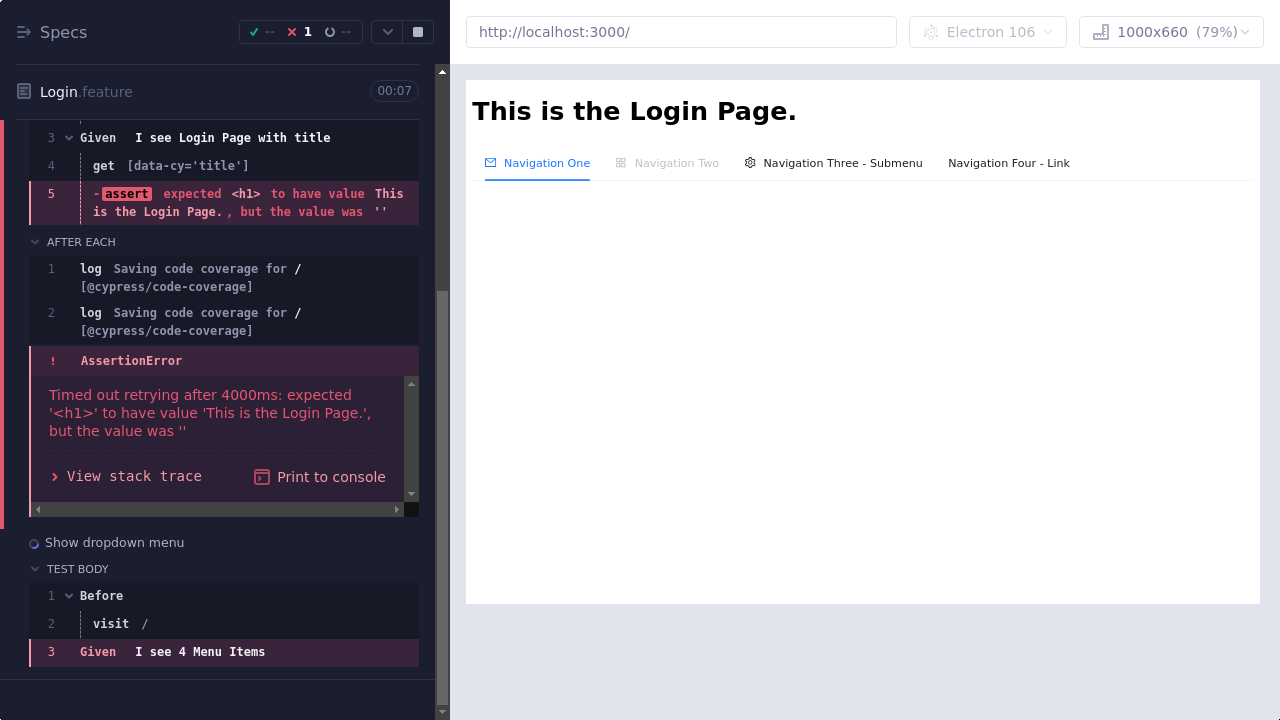 Specs
-- 1 --
http://localhost:3000/
Electron 106
1000x660 (79%)
Login.feature
00:07
3 Given I see Login Page with title
4 get [data-cy='title']
5 -assert expected <h1> to have value This
is the Login Page. , but the value was ''
AFTER EACH
1 log Saving code coverage for /
[@cypress/code-coverage]
2 log Saving code coverage for /
[@cypress/code-coverage]
! AssertionError
Timed out retrying after 4000ms: expected
'<h1>' to have value 'This is the Login Page.',
but the value was ''
View stack trace
Print to console
Show dropdown menu
TEST BODY
1 Before
2 visit /
3 Given I see 4 Menu Items
This is the Login Page.
Navigation One
Navigation Two
Navigation Three - Submenu
Navigation Four - Link